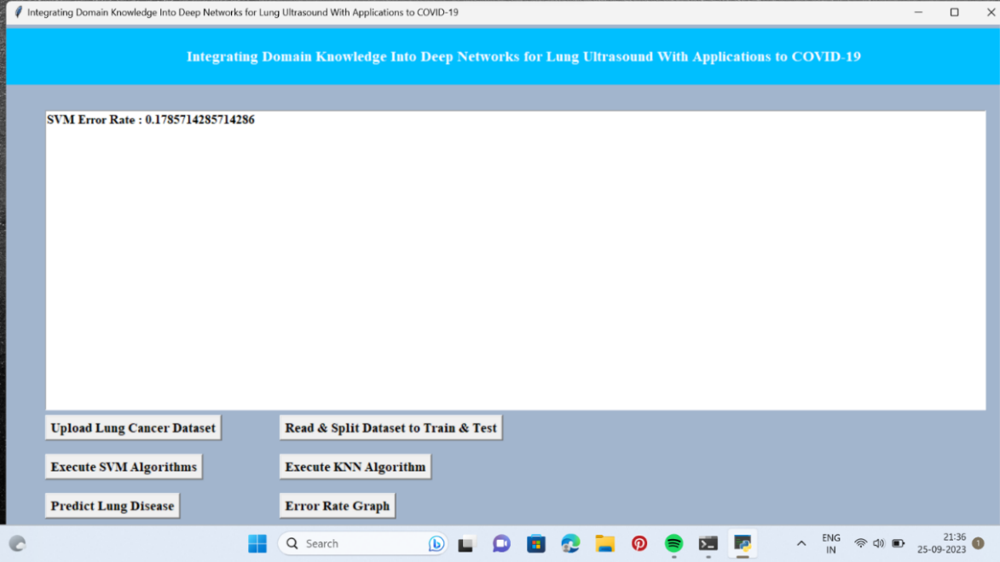 Integrating Domain Knowledge Into Deep Networks for Lung Ultrasound With Applications to COVID-19
Integrating Domain Knowledge Into Deep Networks for Lung Ultrasound With Applications to COVID-19
SVM Error Rate : 0.1785714285714286
Upload Lung Cancer Dataset
Read & Split Dataset to Train & Test
Execute SVM Algorithms
Execute KNN Algorithm
Predict Lung Disease
Error Rate Graph
Search
ENG
IN
21:36
25-09-2023
1